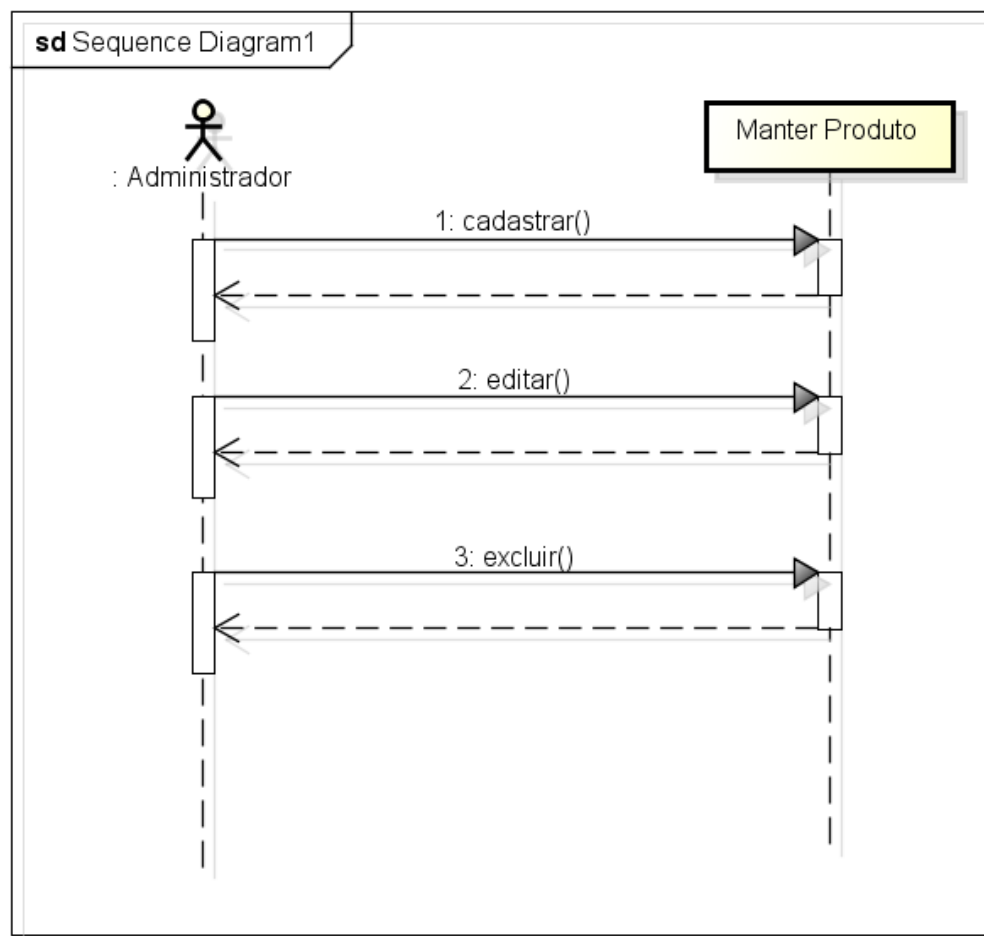 sd Sequence Diagram1
Manter Produto
: Administrador
1: cadastrar()
2: editar()
3: excluir()